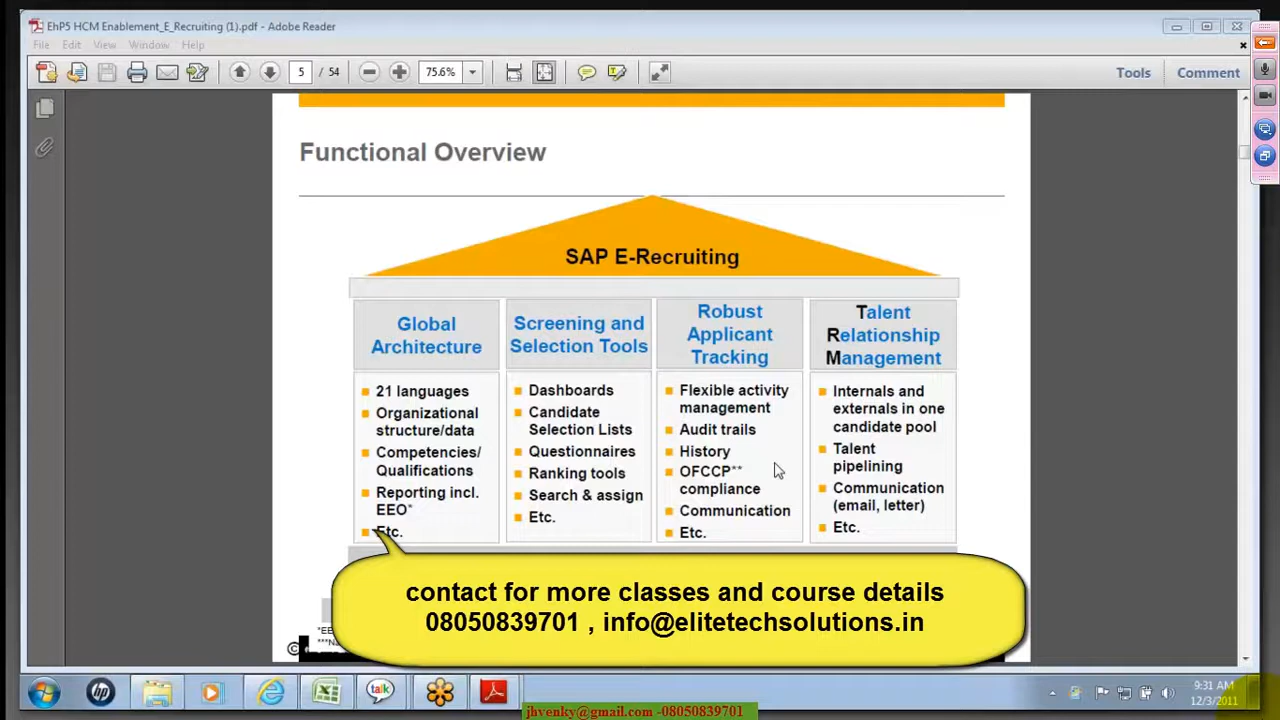 EhP5 HCM Enablement_E_Recruiting (1).pdf - Adobe Reader
File Edit View Window Help
5 / 54 75.6% Tools Comment
Functional Overview
SAP E-Recruiting
Global
Architecture
21 languages
Organizational
structure/data
Competencies/
Qualifications
Reporting incl.
EEO*
Etc.
Screening and
Selection Tools
Dashboards
Candidate
Selection Lists
Questionnaires
Ranking tools
Search & assign
Etc.
Robust
Applicant
Tracking
Flexible activity
management
Audit trails
History
OFCCP**
compliance
Communication
Etc.
Talent
Relationship
Management
Internals and
externals in one
candidate pool
Talent
pipelining
Communication
(email, letter)
Etc.
contact for more classes and course details
08050839701 , info@elitetechsolutions.in
©
talk
hp
9:31 AM
12/3/2011
jhvenky@gmail.com -08050839701